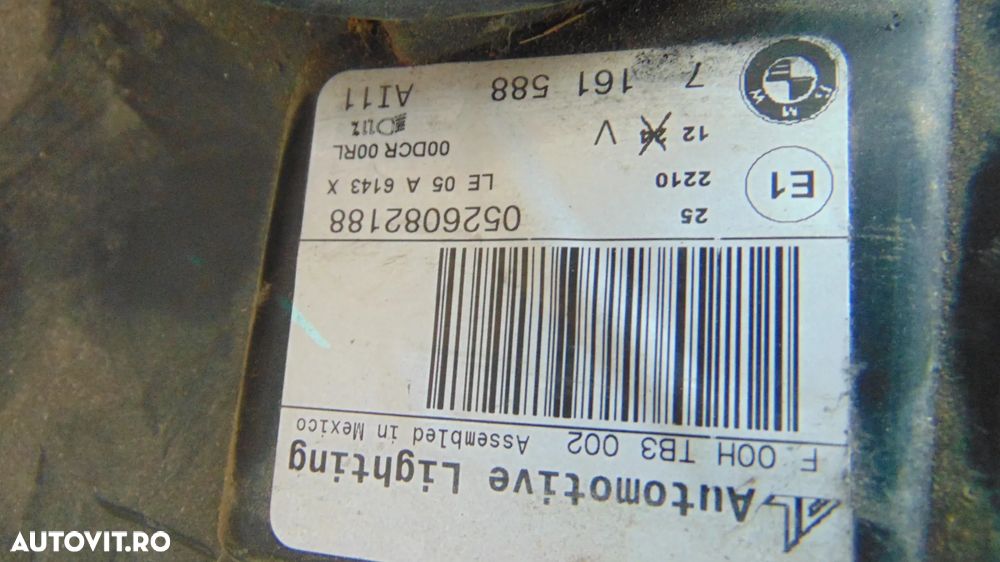 Automotive Lighting
F 00H TB3 002 Assembled in Mexico
0526082188
25
E1
2210
LE 05 A 6143 X
12 V
00DCR 00RL
BMW
7 161 588
AI11
AUTOVIT.RO